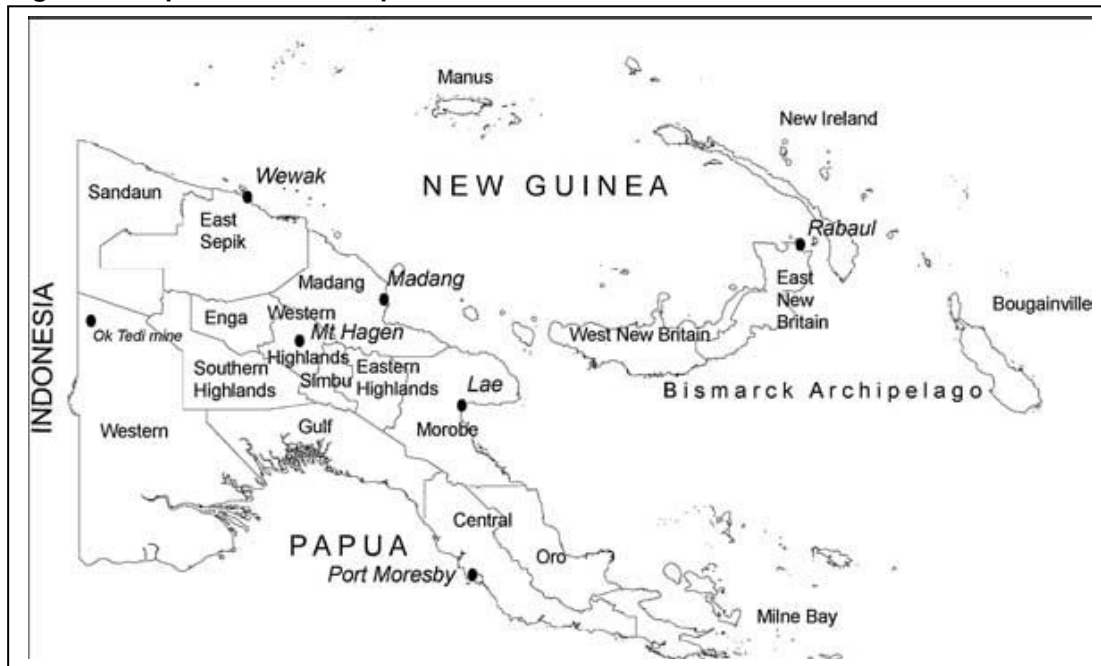 Manus
New Ireland
Wewak
Sandaun
NEW GUINEA
East
Sepik
Rabaul
Madang
Madang
East
New
Britain
Bougainville
INDONESIA
Ok Tedi mine
Enga
Western
Highlands
Mt Hagen
West New Britain
Southern
Highlands
Simbu
Eastern
Highlands
Lae
Bismarck Archipelago
Western
Gulf
Morobe
Central
PAPUA
Oro
Port Moresby
Milne Bay